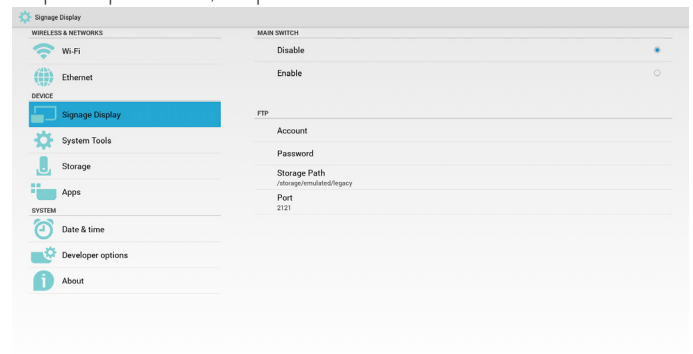 Signage Display
WIRELESS & NETWORKS
Wi-Fi
Ethernet
DEVICE
Signage Display
System Tools
Storage
Apps
SYSTEM
Date & time
Developer options
About
MAIN SWITCH
Disable
Enable
FTP
Account
Password
Storage Path
/storage/emulated/legacy
Port
2121